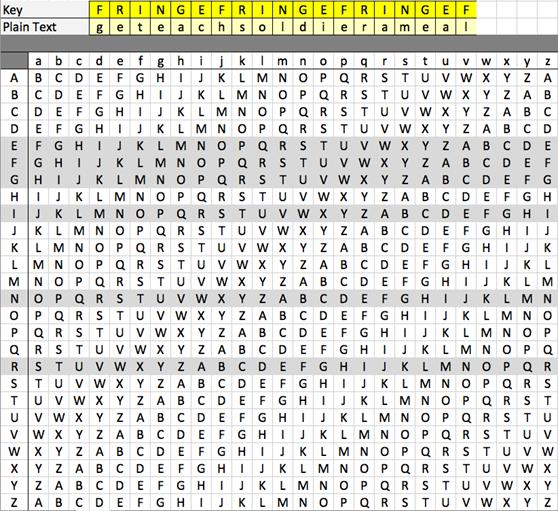 Key F R I N G E F R I N G E F R I N G E F
Plain Text g e t e a c h s o l d i e r a m e a l
a b c d e f g h i j k l m n o p q r s t u v w x y z
A B C D E F G H I J K L M N O P Q R S T U V W X Y Z A
B C D E F G H I J K L M N O P Q R S T U V W X Y Z A B
C D E F G H I J K L M N O P Q R S T U V W X Y Z A B C
D E F G H I J K L M N O P Q R S T U V W X Y Z A B C D
E F G H I J K L M N O P Q R S T U V W X Y Z A B C D E
F G H I J K L M N O P Q R S T U V W X Y Z A B C D E F
G H I J K L M N O P Q R S T U V W X Y Z A B C D E F G
H I J K L M N O P Q R S T U V W X Y Z A B C D E F G H
I J K L M N O P Q R S T U V W X Y Z A B C D E F G H I
J K L M N O P Q R S T U V W X Y Z A B C D E F G H I J
K L M N O P Q R S T U V W X Y Z A B C D E F G H I J K
L M N O P Q R S T U V W X Y Z A B C D E F G H I J K L
M N O P Q R S T U V W X Y Z A B C D E F G H I J K L M
N O P Q R S T U V W X Y Z A B C D E F G H I J K L M N
O P Q R S T U V W X Y Z A B C D E F G H I J K L M N O
P Q R S T U V W X Y Z A B C D E F G H I J K L M N O P
Q R S T U V W X Y Z A B C D E F G H I J K L M N O P Q
R S T U V W X Y Z A B C D E F G H I J K L M N O P Q R
S T U V W X Y Z A B C D E F G H I J K L M N O P Q R S
T U V W X Y Z A B C D E F G H I J K L M N O P Q R S T
U V W X Y Z A B C D E F G H I J K L M N O P Q R S T U
V W X Y Z A B C D E F G H I J K L M N O P Q R S T U V
W X Y Z A B C D E F G H I J K L M N O P Q R S T U V W
X Y Z A B C D E F G H I J K L M N O P Q R S T U V W X
Y Z A B C D E F G H I J K L M N O P Q R S T U V W X Y
Z A B C D E F G H I J K L M N O P Q R S T U V W X Y Z